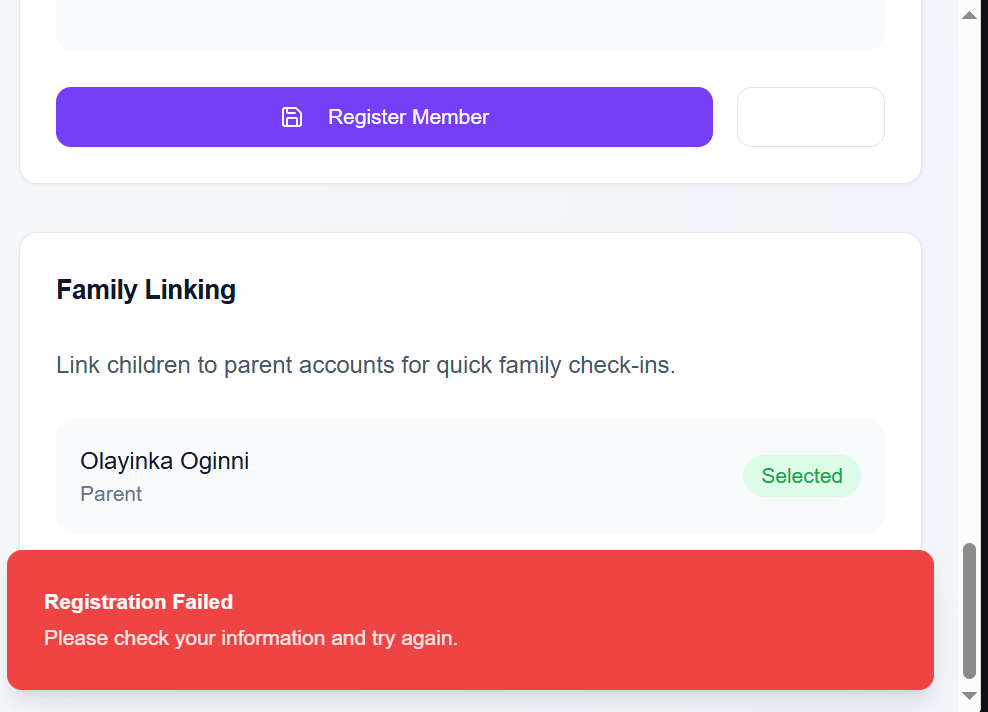 Register Member
Family Linking
Link children to parent accounts for quick family check-ins.
Olayinka Oginni
Parent
Selected
Registration Failed
Please check your information and try again.